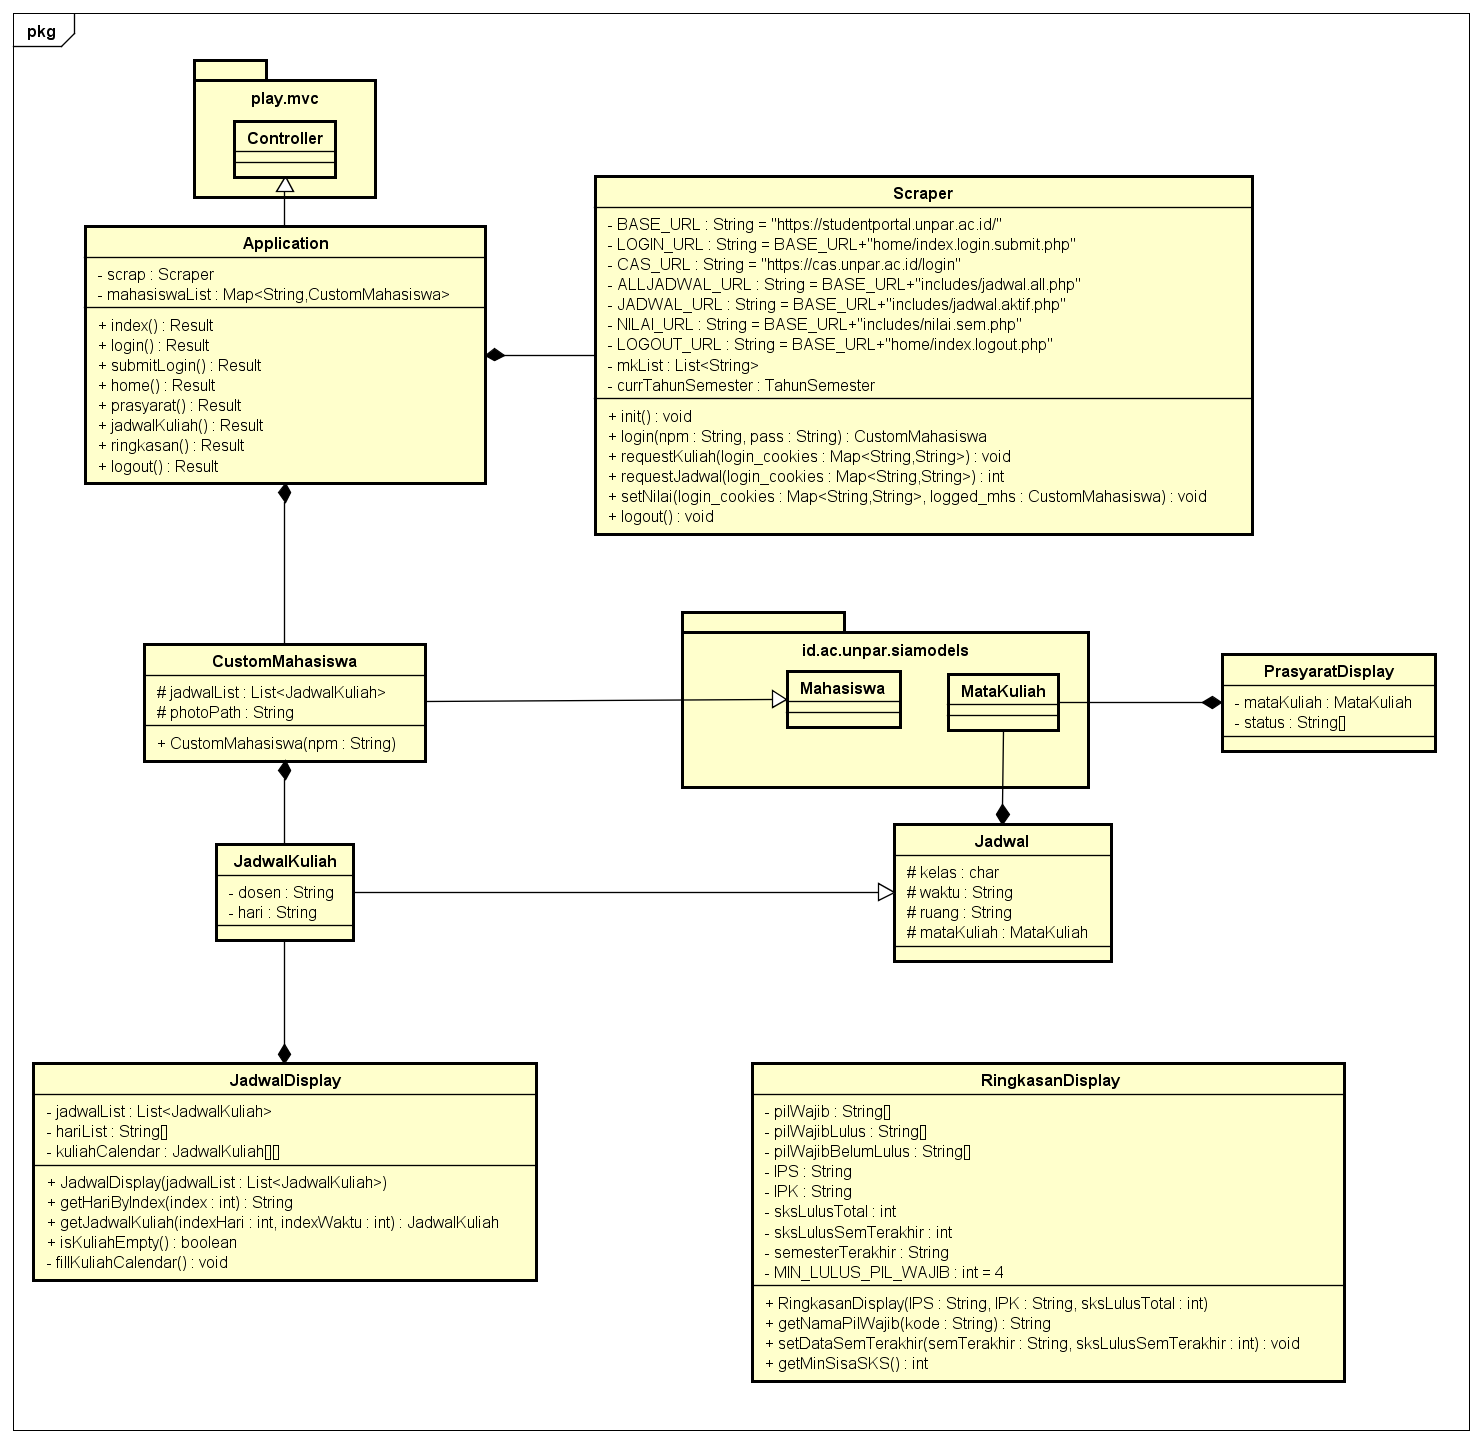 pkg
play.mvc
Controller
Application
- scrap : Scraper
- mahasiswaList : Map<String,CustomMahasiswa>
+ index() : Result
+ login() : Result
+ submitLogin() : Result
+ home() : Result
+ prasyarat() : Result
+ jadwalKuliah() : Result
+ ringkasan() : Result
+ logout() : Result
Scraper
- BASE_URL : String = "https://studentportal.unpar.ac.id/"
- LOGIN_URL : String = BASE_URL+"home/index.login.submit.php"
- CAS_URL : String = "https://cas.unpar.ac.id/login"
- ALLJADWAL_URL : String = BASE_URL+"includes/jadwal.all.php"
- JADWAL_URL : String = BASE_URL+"includes/jadwal.aktif.php"
- NILAI_URL : String = BASE_URL+"includes/nilai.sem.php"
- LOGOUT_URL : String = BASE_URL+"home/index.logout.php"
- mkList : List<String>
- currTahunSemester : TahunSemester
+ init() : void
+ login(npm : String, pass : String) : CustomMahasiswa
+ requestKuliah(login_cookies : Map<String,String>) : void
+ requestJadwal(login_cookies : Map<String,String>) : int
+ setNilai(login_cookies : Map<String,String>, logged_mhs : CustomMahasiswa) : void
+ logout() : void
CustomMahasiswa
# jadwalList : List<JadwalKuliah>
# photoPath : String
+ CustomMahasiswa(npm : String)
id.ac.unpar.siamodels
Mahasiswa
MataKuliah
PrasyaratDisplay
- mataKuliah : MataKuliah
- status : String[]
JadwalKuliah
- dosen : String
- hari : String
Jadwal
# kelas : char
# waktu : String
# ruang : String
# mataKuliah : MataKuliah
JadwalDisplay
- jadwalList : List<JadwalKuliah>
- hariList : String[]
- kuliahCalendar : JadwalKuliah[][]
+ JadwalDisplay(jadwalList : List<JadwalKuliah>)
+ getHariByIndex(index : int) : String
+ getJadwalKuliah(indexHari : int, indexWaktu : int) : JadwalKuliah
+ isKuliahEmpty() : boolean
- fillKuliahCalendar() : void
RingkasanDisplay
- pilWajib : String[]
- pilWajibLulus : String[]
- pilWajibBelumLulus : String[]
- IPS : String
- IPK : String
- sksLulusTotal : int
- sksLulusSemTerakhir : int
- semesterTerakhir : String
- MIN_LULUS_PIL_WAJIB : int = 4
+ RingkasanDisplay(IPS : String, IPK : String, sksLulusTotal : int)
+ getNamaPilWajib(kode : String) : String
+ setDataSemTerakhir(semTerakhir : String, sksLulusSemTerakhir : int) : void
+ getMinSisaSKS() : int